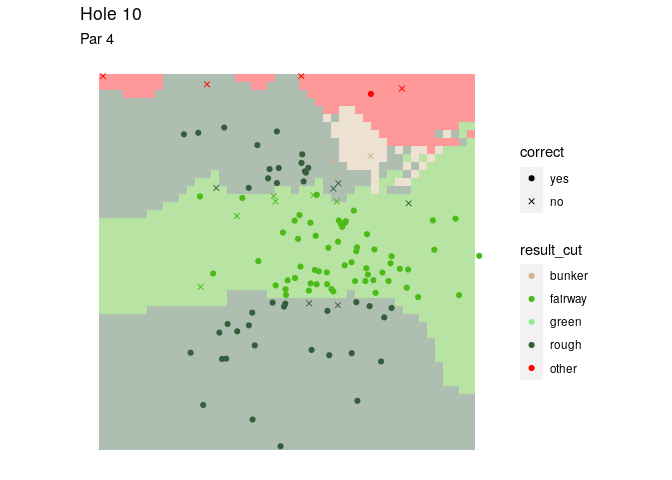 Hole 10
Par 4
correct
yes
no
result_cut
bunker
fairway
green
rough
other